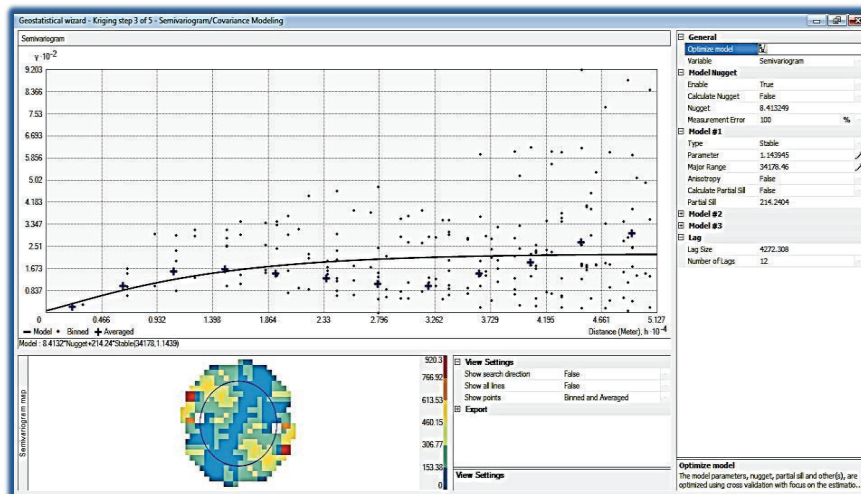 Geostatistical wizard - Kriging step 3 of 5 - Semivariogram/Covariance Modeling
Semivariogram
γ·10⁻²
9.203
8.366
7.53
6.693
5.856
5.02
4.183
3.347
2.51
1.673
0.837
0 0.466 0.932 1.398 1.864 2.33 2.796 3.262 3.729 4.195 4.661 5.127
Distance (Meter), h·10⁻⁴
Model Binned Averaged
Model : 8.4132*Nugget+214.24*Stable(34178,1.1439)
General
Optimize model
Variable Semivariogram
Model Nugget
Enable True
Calculate Nugget False
Nugget 8.413249
Measurement Error 100 %
Model #1
Type Stable
Parameter 1.143945
Major Range 34178.46
Anisotropy False
Calculate Partial Sill False
Partial Sill 214.2404
Model #2
Model #3
Lag
Lag Size 4272.308
Number of Lags 12
Semivariogram map
920.3
766.92
613.53
460.15
306.77
153.38
0
View Settings
Show search direction False
Show all lines False
Show points Binned and Averaged
Export
View Settings
Optimize model
The model parameters, nugget, partial sill and other(s), are
optimized using cross validation with focus on the estimatio...